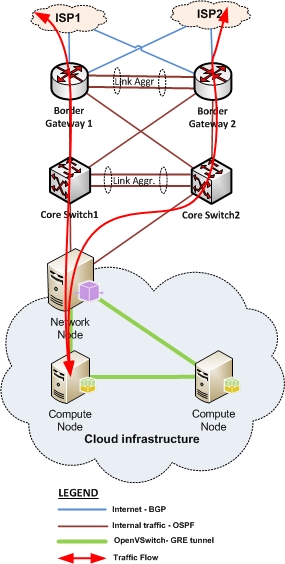 ISP1
ISP2
Link Aggr
Border
Gateway 1
Border
Gateway 2
Link Aggr.
Core Switch1
Core Switch2
Network
Node
Compute
Node
Compute
Node
Cloud infrastructure
LEGEND
Internet - BGP
Internal traffic - OSPF
OpenVSwitch- GRE tunnel
Traffic Flow